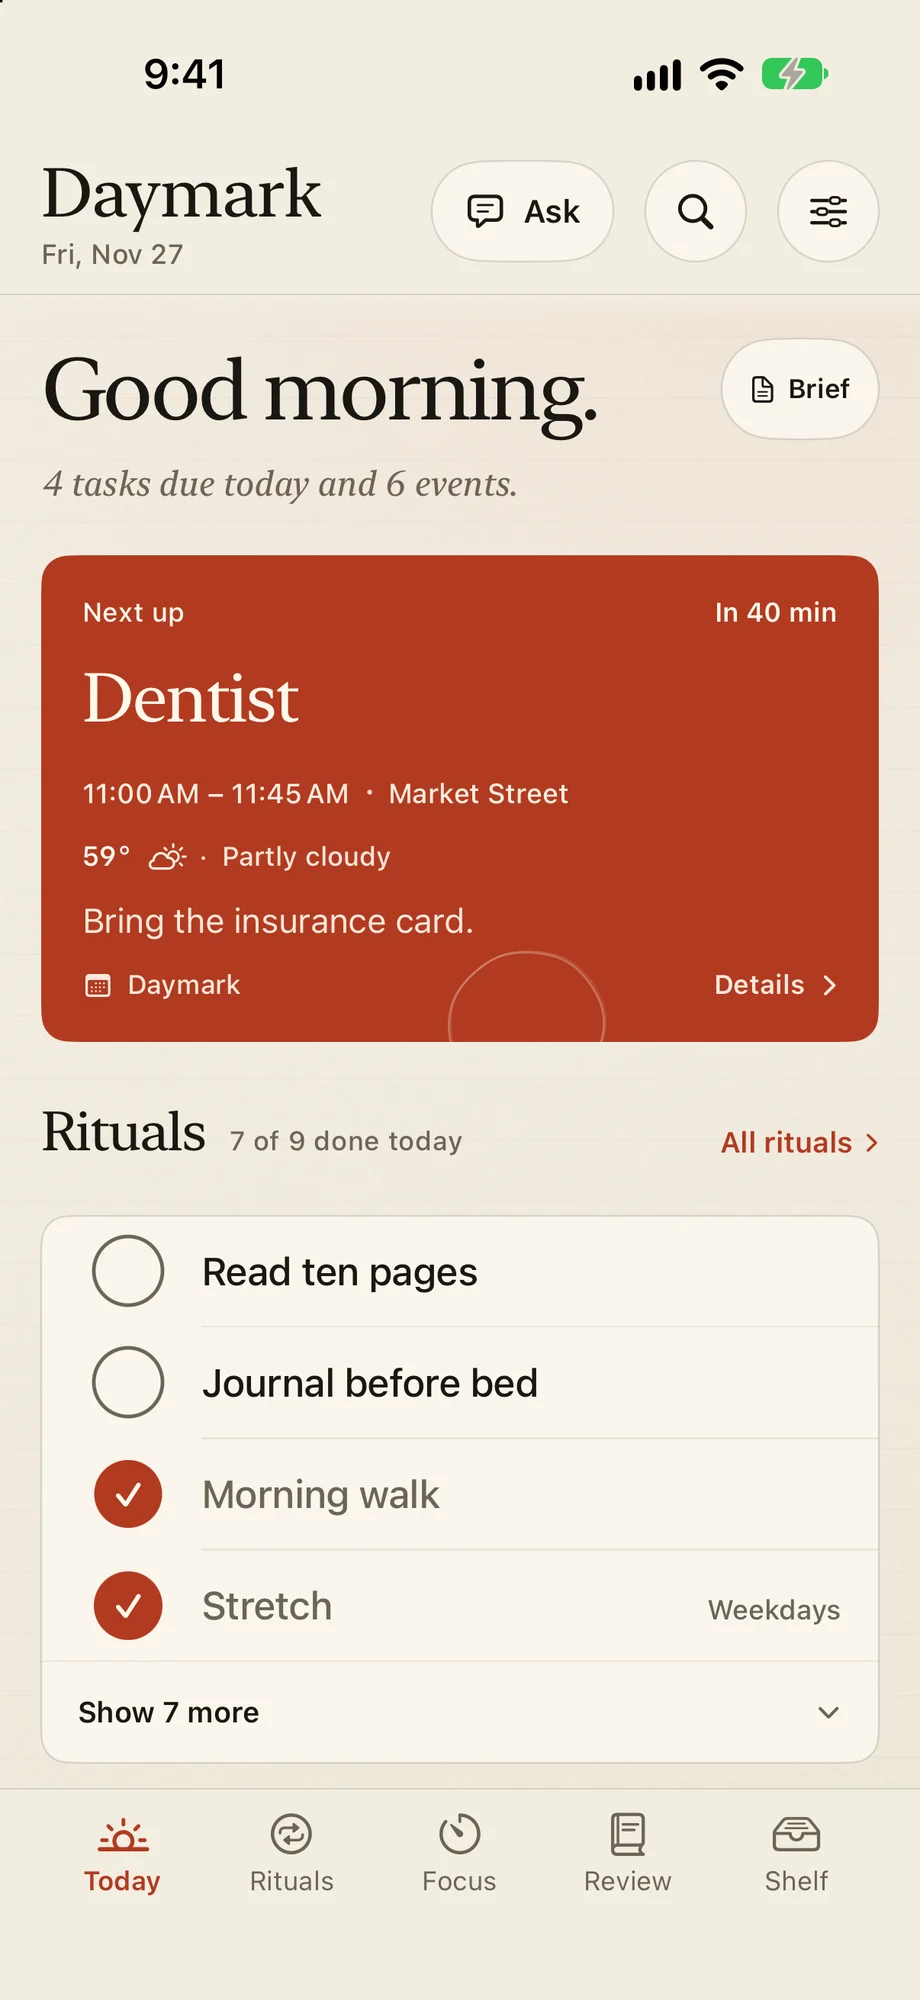 9:41
Daymark
Ask
Fri, Nov 27
Good morning.
Brief
4 tasks due today and 6 events.
Next up
In 40 min
Dentist
11:00 AM – 11:45 AM · Market Street
59° · Partly cloudy
Bring the insurance card.
Daymark
Details
Rituals 7 of 9 done today
All rituals
Read ten pages
Journal before bed
Morning walk
Stretch
Weekdays
Show 7 more
Today
Rituals
Focus
Review
Shelf